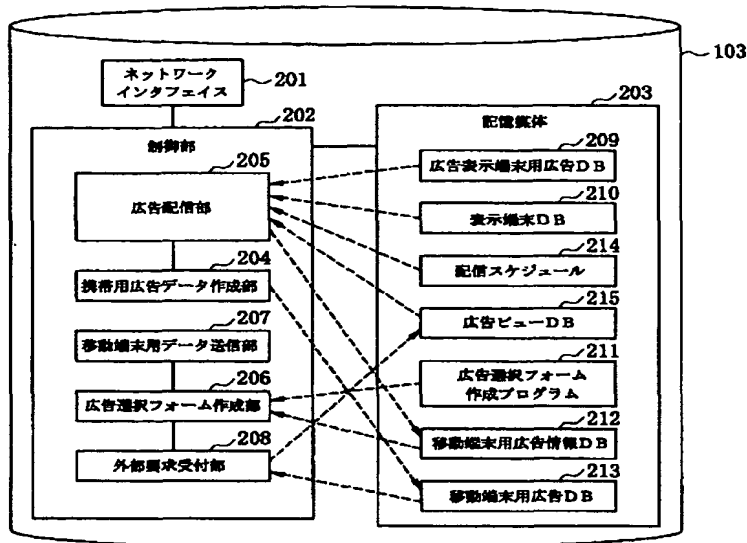 103
ネットワーク
インタフェイス
201
202
制御部
205
広告配信部
204
携帯用広告データ作成部
207
移動端末用データ送信部
206
広告選択フォーム作成部
208
外部要求受付部
203
記憶媒体
209
広告表示端末用広告DB
210
表示端末DB
214
配信スケジュール
215
広告ビューDB
211
広告選択フォーム
作成プログラム
212
移動端末用広告情報DB
213
移動端末用広告DB